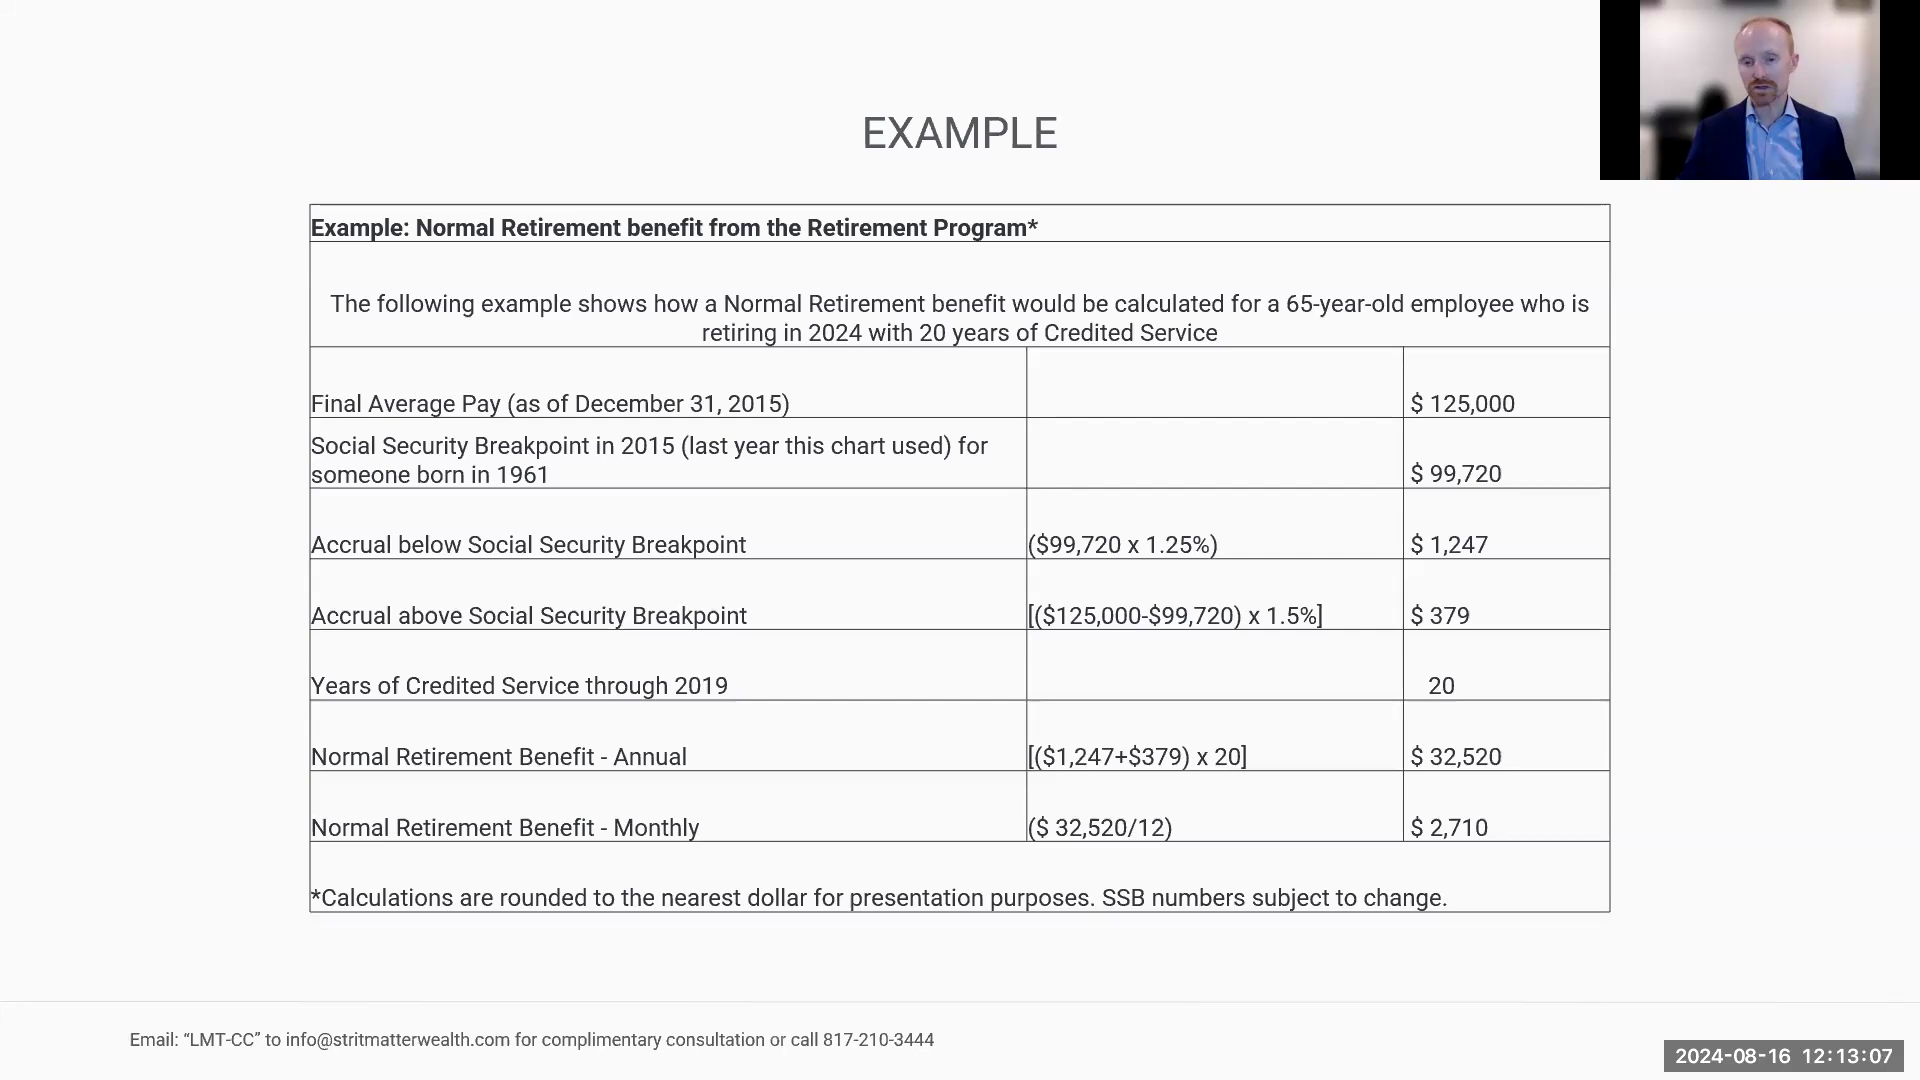 EXAMPLE
Example: Normal Retirement benefit from the Retirement Program*
The following example shows how a Normal Retirement benefit would be calculated for a 65-year-old employee who is
retiring in 2024 with 20 years of Credited Service
Final Average Pay (as of December 31, 2015) $ 125,000
Social Security Breakpoint in 2015 (last year this chart used) for
someone born in 1961 $ 99,720
Accrual below Social Security Breakpoint ($99,720 x 1.25%) $ 1,247
Accrual above Social Security Breakpoint [($125,000-$99,720) x 1.5%] $ 379
Years of Credited Service through 2019 20
Normal Retirement Benefit - Annual [($1,247+$379) x 20] $ 32,520
Normal Retirement Benefit - Monthly ($ 32,520/12) $ 2,710
*Calculations are rounded to the nearest dollar for presentation purposes. SSB numbers subject to change.
Email: “LMT-CC” to info@stritmatterwealth.com for complimentary consultation or call 817-210-3444
2024-08-16 12:13:07